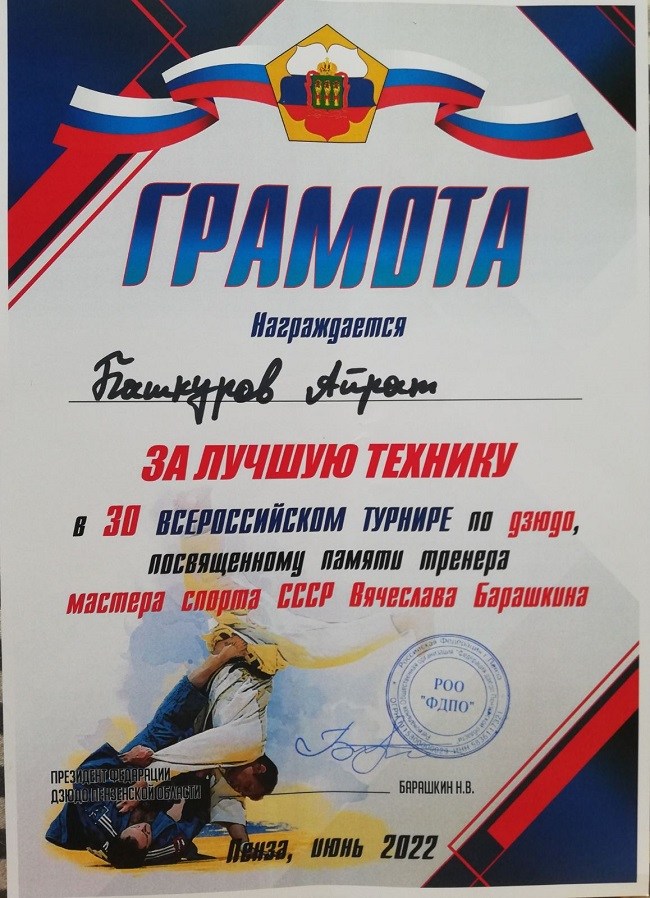 ГРАМОТА
Награждается
Башкуров Айрат
ЗА ЛУЧШУЮ ТЕХНИКУ
в 30 ВСЕРОССИЙСКОМ ТУРНИРЕ по дзюдо,
посвященному памяти тренера
мастера спорта СССР Вячеслава Барашкина
РОО
"ФДПО"
ПРЕЗИДЕНТ ФЕДЕРАЦИИ
ДЗЮДО ПЕНЗЕНСКОЙ ОБЛАСТИ
БАРАШКИН Н.В.
Пенза, июнь 2022